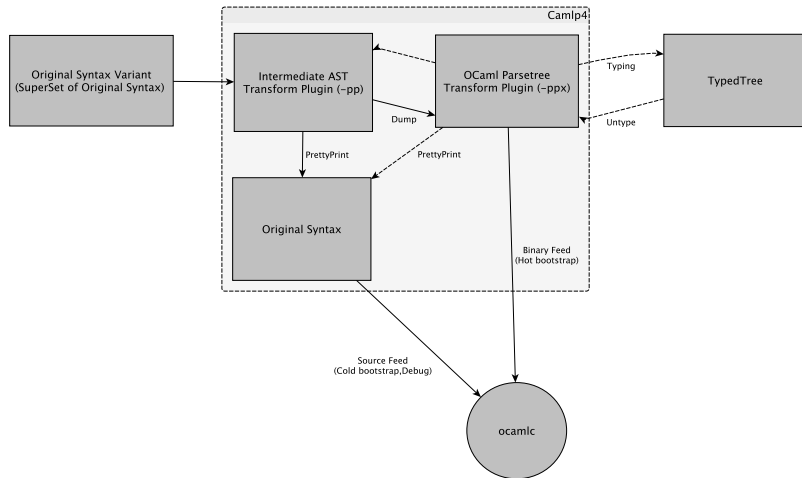 Camlp4
Original Syntax Variant
(SuperSet of Original Syntax)
Intermediate AST
Transform Plugin (-pp)
OCaml Parsetree
Transform Plugin (-ppx)
TypedTree
Typing
Untype
Dump
PrettyPrint
PrettyPrint
Original Syntax
Binary Feed
(Hot bootstrap)
Source Feed
(Cold bootstrap,Debug)
ocamlc